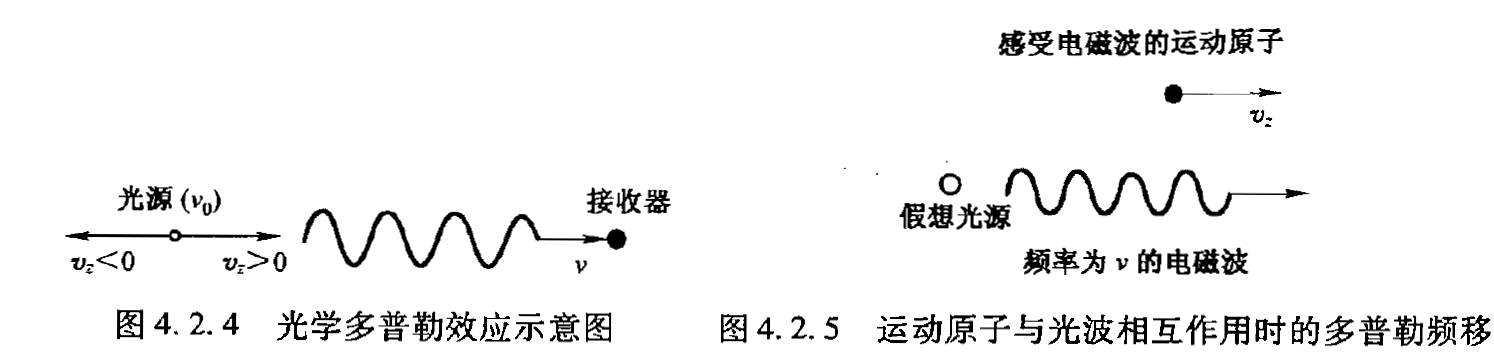 感受电磁波的运动原子
v_z
光源 (ν₀)
接收器
v_z<0
v_z>0
ν
假想光源
频率为 ν 的电磁波
图 4.2.4 光学多普勒效应示意图
图 4.2.5 运动原子与光波相互作用时的多普勒频移